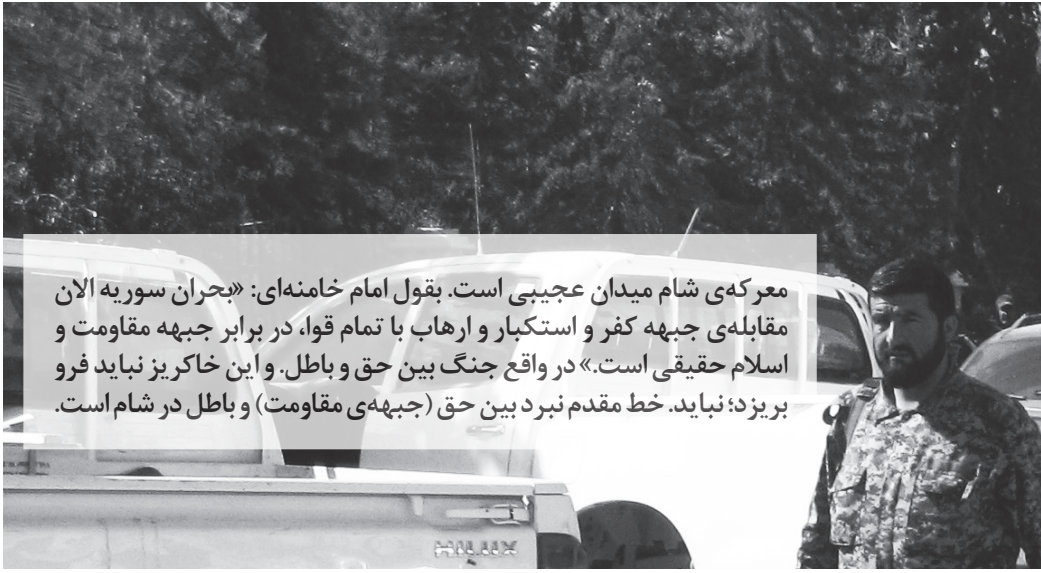 معرکه‌ی شام میدان عجیبی است. بقول امام خامنه‌ای: «بحران سوریه الان
مقابله‌ی جبهه کفر و استکبار و ارهاب با تمام قوا، در برابر جبهه مقاومت و
اسلام حقیقی است.» در واقع جنگ بین حق و باطل. و این خاکریز نباید فرو
بریزد؛ نباید. خط مقدم نبرد بین حق (جبهه‌ی مقاومت) و باطل در شام است.
HILUX